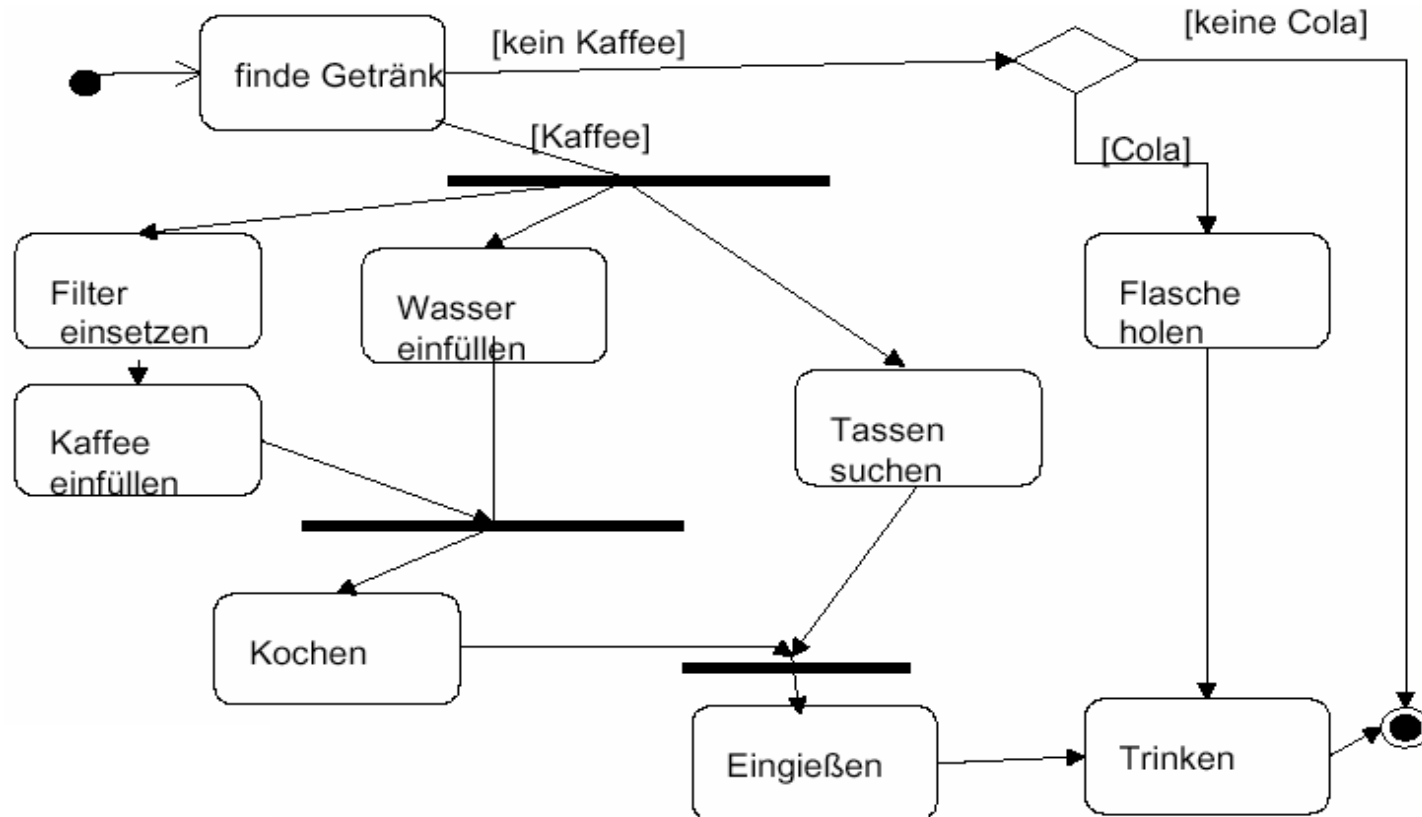 [kein Kaffee]
[keine Cola]
finde Getränk
[Kaffee]
[Cola]
Filter
einsetzen
Wasser
einfüllen
Flasche
holen
Kaffee
einfüllen
Tassen
suchen
Kochen
Eingießen
Trinken